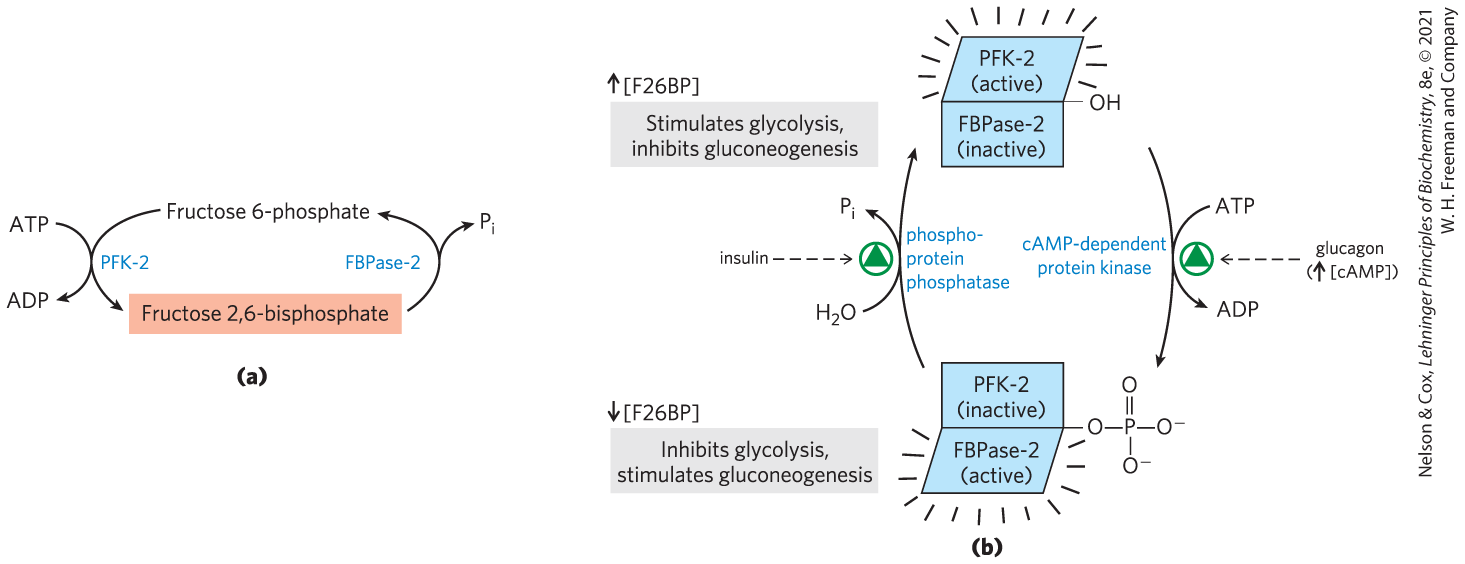 ATP
Fructose 6-phosphate
Pi
PFK-2
FBPase-2
ADP
Fructose 2,6-bisphosphate
(a)
↑[F26BP]
Stimulates glycolysis,
inhibits gluconeogenesis
PFK-2
(active)
OH
FBPase-2
(inactive)
Pi
insulin
phospho-
protein
phosphatase
H2O
cAMP-dependent
protein kinase
ATP
glucagon
(↑[cAMP])
ADP
↓[F26BP]
Inhibits glycolysis,
stimulates gluconeogenesis
PFK-2
(inactive)
FBPase-2
(active)
O
O–P–O−
O−
(b)
Nelson & Cox, Lehninger Principles of Biochemistry, 8e, © 2021
W. H. Freeman and Company